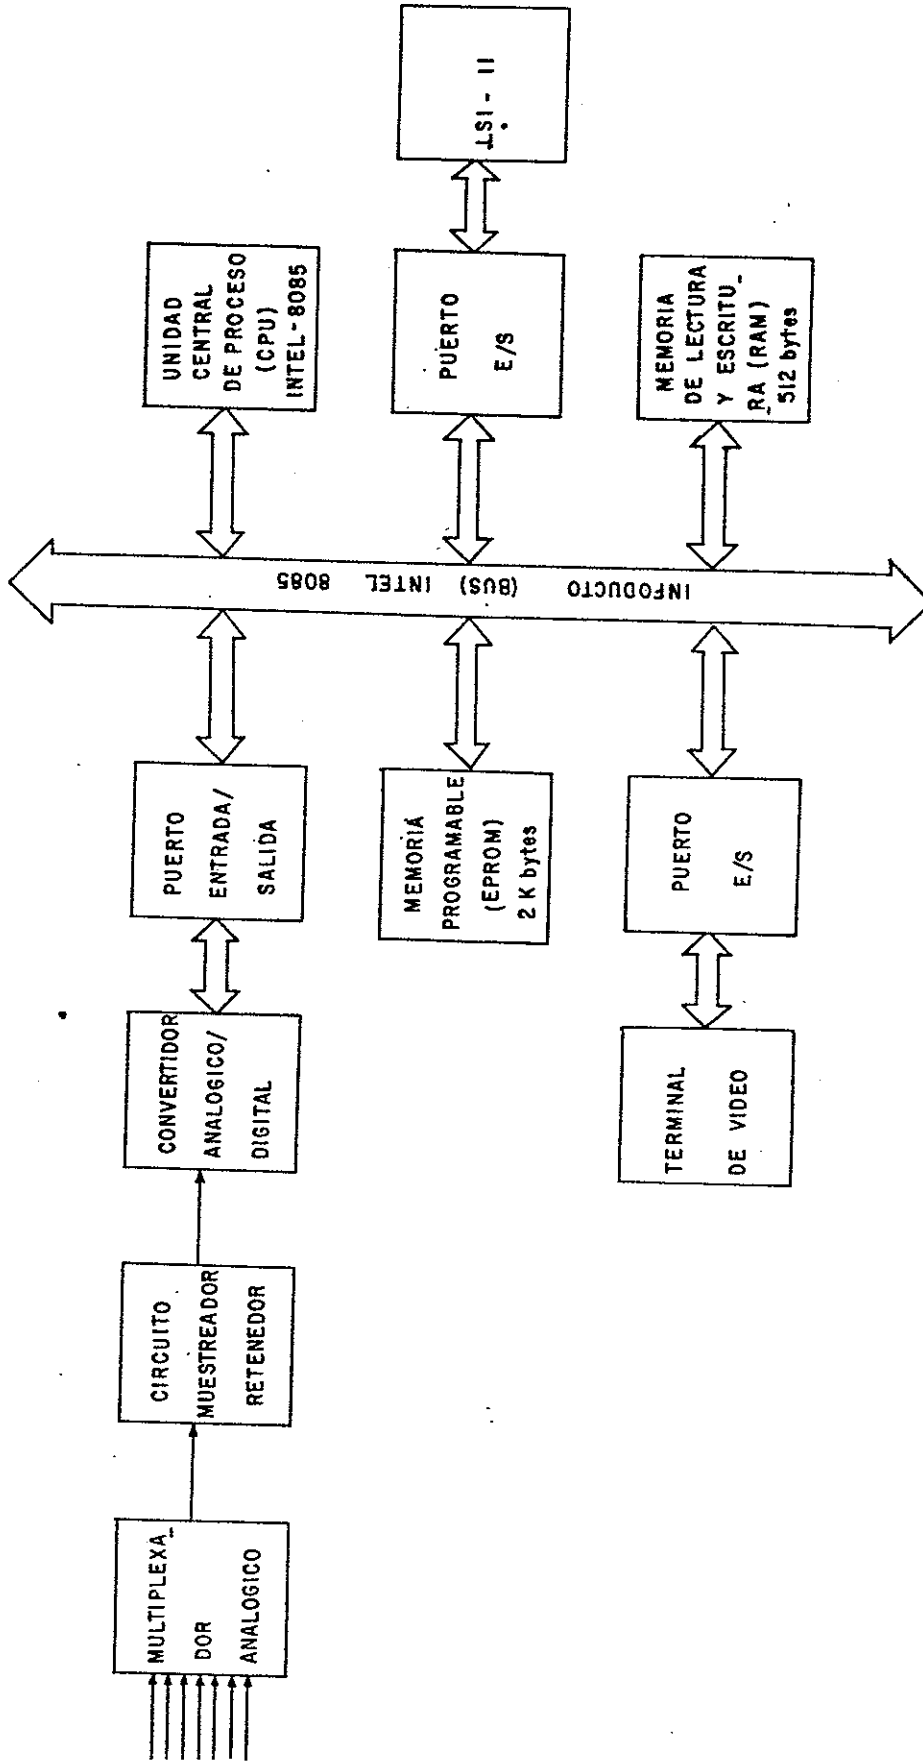 MULTIPLEXA_
DOR
ANALOGICO
CIRCUITO
MUESTREADOR
RETENEDOR
CONVERTIDOR
ANALOGICO/
DIGITAL
PUERTO
ENTRADA/
SALIDA
MEMORIA
PROGRAMABLE
(EPROM)
2 K bytes
TERMINAL
DE VIDEO
PUERTO
E/S
INFODUCTO (BUS) INTEL 8085
UNIDAD
CENTRAL
DE PROCESO
(CPU)
INTEL-8085
PUERTO
E/S
LSI - 11
MEMORIA
DE LECTURA
Y ESCRITU_
RA (RAM)
512 bytes